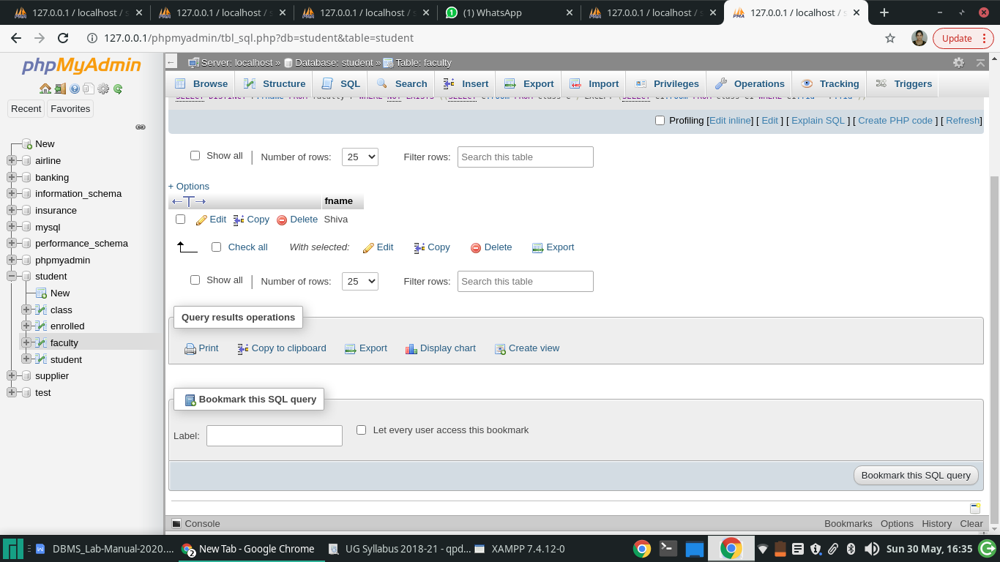 127.0.0.1 / localhost / s
127.0.0.1 / localhost / s
127.0.0.1 / localhost / s
(1) WhatsApp
127.0.0.1 / localhost / s
127.0.0.1 / localhost / s
127.0.0.1/phpmyadmin/tbl_sql.php?db=student&table=student
Update
phpMyAdmin
Recent Favorites
New
airline
banking
information_schema
insurance
mysql
performance_schema
phpmyadmin
student
New
class
enrolled
faculty
student
supplier
test
Server: localhost » Database: student » Table: faculty
Browse Structure SQL Search Insert Export Import Privileges Operations Tracking Triggers
Profiling [Edit inline] [ Edit ] [ Explain SQL ] [ Create PHP code ] [ Refresh]
Show all | Number of rows: 25 Filter rows: Search this table
+ Options
←T→ fname
Edit Copy Delete Shiva
Check all With selected: Edit Copy Delete Export
Show all | Number of rows: 25 Filter rows: Search this table
Query results operations
Print Copy to clipboard Export Display chart Create view
Bookmark this SQL query
Label: Let every user access this bookmark
Bookmark this SQL query
Console Bookmarks Options History Clear
DBMS_Lab-Manual-2020.... 2 New Tab - Google Chrome UG Syllabus 2018-21 - qpd... XAMPP 7.4.12-0 Sun 30 May, 16:35